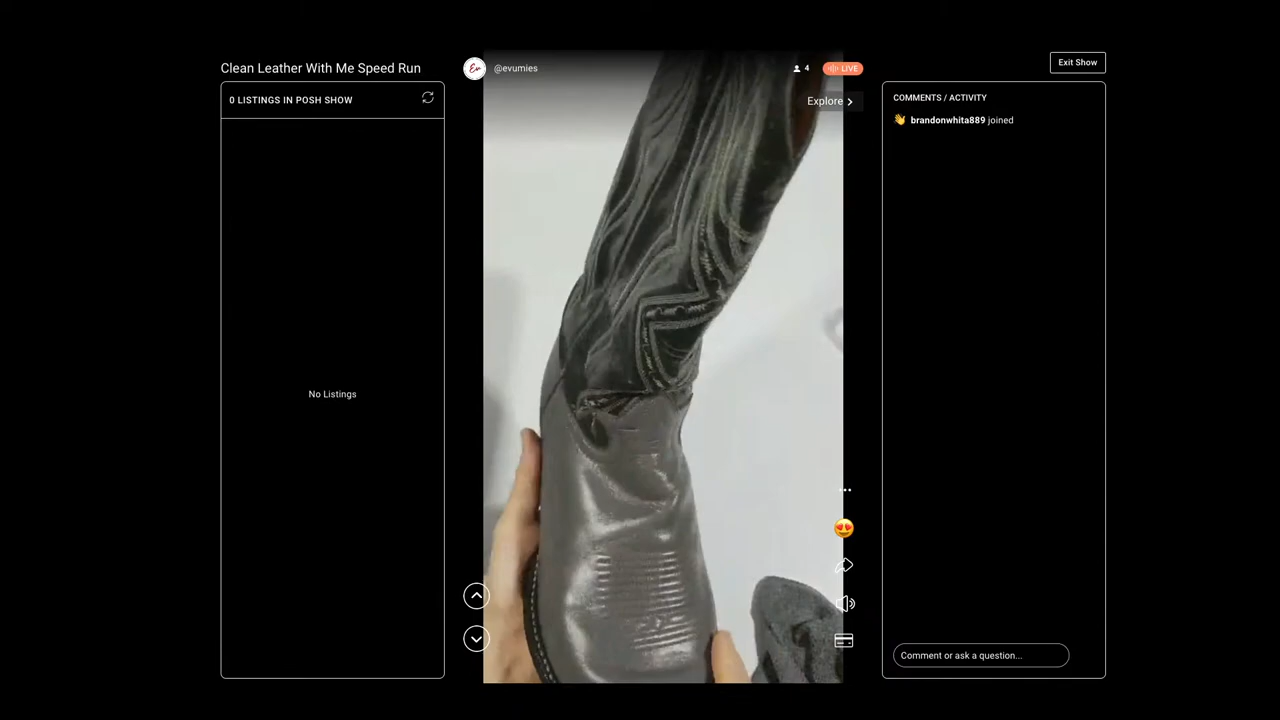 Clean Leather With Me Speed Run
0 LISTINGS IN POSH SHOW
No Listings
Ev
@evumies
4
LIVE
Explore
Exit Show
COMMENTS / ACTIVITY
brandonwhita889 joined
Comment or ask a question...